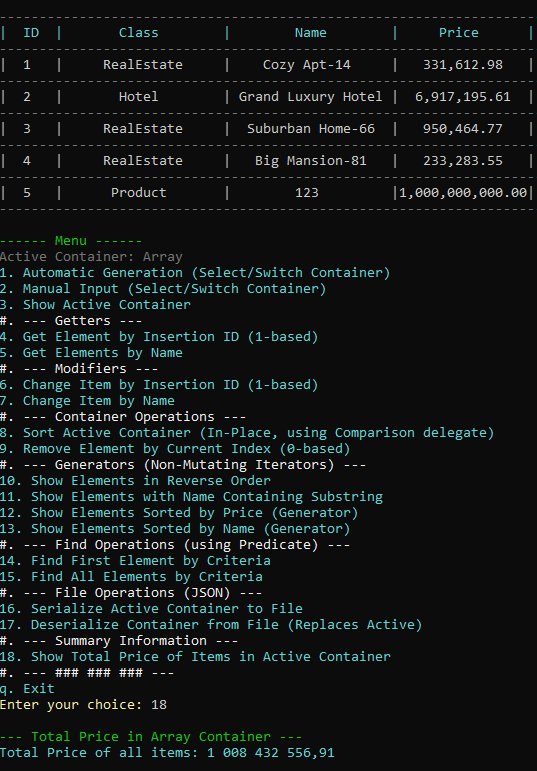 | ID | Class | Name | Price |
| 1 | RealEstate | Cozy Apt-14 | 331,612.98 |
| 2 | Hotel | Grand Luxury Hotel | 6,917,195.61 |
| 3 | RealEstate | Suburban Home-66 | 950,464.77 |
| 4 | RealEstate | Big Mansion-81 | 233,283.55 |
| 5 | Product | 123 |1,000,000,000.00|
------ Menu ------
Active Container: Array
1. Automatic Generation (Select/Switch Container)
2. Manual Input (Select/Switch Container)
3. Show Active Container
#. --- Getters ---
4. Get Element by Insertion ID (1-based)
5. Get Elements by Name
#. --- Modifiers ---
6. Change Item by Insertion ID (1-based)
7. Change Item by Name
#. --- Container Operations ---
8. Sort Active Container (In-Place, using Comparison delegate)
9. Remove Element by Current Index (0-based)
#. --- Generators (Non-Mutating Iterators) ---
10. Show Elements in Reverse Order
11. Show Elements with Name Containing Substring
12. Show Elements Sorted by Price (Generator)
13. Show Elements Sorted by Name (Generator)
#. --- Find Operations (using Predicate) ---
14. Find First Element by Criteria
15. Find All Elements by Criteria
#. --- File Operations (JSON) ---
16. Serialize Active Container to File
17. Deserialize Container from File (Replaces Active)
#. --- Summary Information ---
18. Show Total Price of Items in Active Container
#. --- ### ### ### ---
q. Exit
Enter your choice: 18
--- Total Price in Array Container ---
Total Price of all items: 1 008 432 556,91